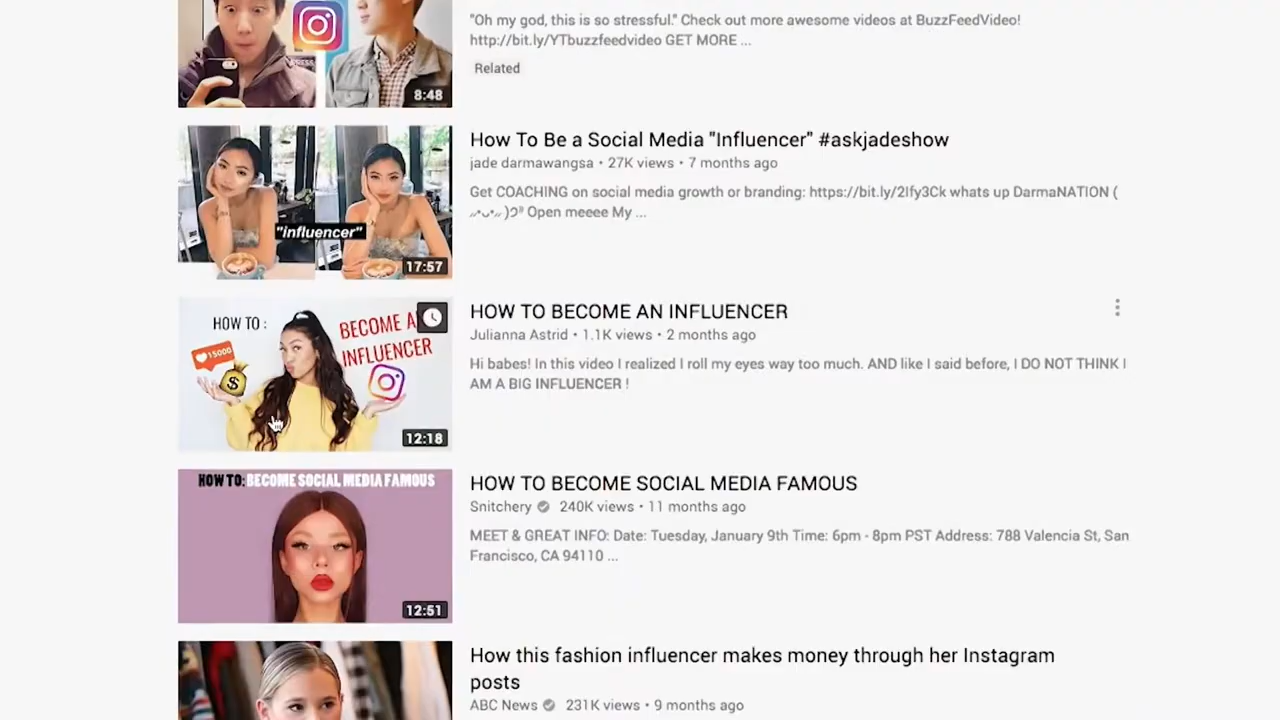 "Oh my god, this is so stressful." Check out more awesome videos at BuzzFeedVideo!
http://bit.ly/YTbuzzfeedvideo GET MORE ...
Related
8:48
How To Be a Social Media "Influencer" #askjadeshow
jade darmawangsa • 27K views • 7 months ago
Get COACHING on social media growth or branding: https://bit.ly/2Ify3Ck whats up DarmaNATION (
Open meeee My ...
"influencer"
17:57
HOW TO BECOME AN INFLUENCER
Julianna Astrid • 1.1K views • 2 months ago
Hi babes! In this video I realized I roll my eyes way too much. AND like I said before, I DO NOT THINK I
AM A BIG INFLUENCER !
HOW TO :
BECOME A
INFLUENCER
15000
$
12:18
HOW TO BECOME SOCIAL MEDIA FAMOUS
Snitchery 240K views • 11 months ago
MEET & GREAT INFO: Date: Tuesday, January 9th Time: 6pm - 8pm PST Address: 788 Valencia St, San
Francisco, CA 94110 ...
HOW TO: BECOME SOCIAL MEDIA FAMOUS
12:51
How this fashion influencer makes money through her Instagram
posts
ABC News 231K views • 9 months ago